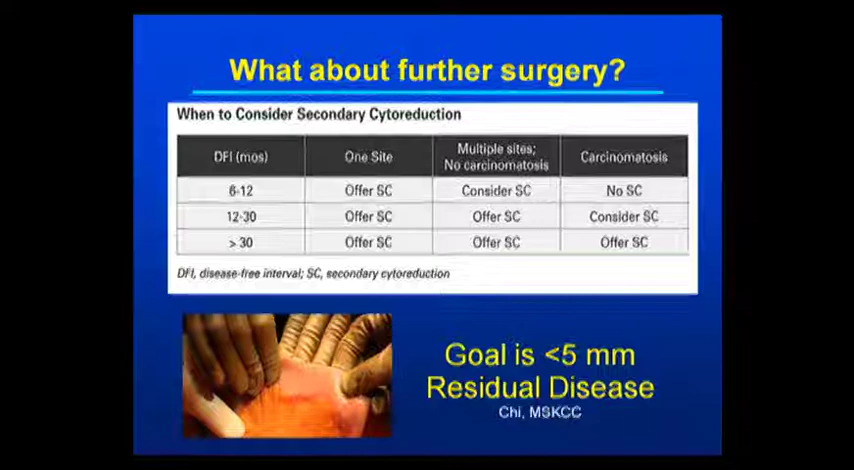 What about further surgery?
When to Consider Secondary Cytoreduction
DFI (mos) One Site Multiple sites; No carcinomatosis Carcinomatosis
6-12 Offer SC Consider SC No SC
12-30 Offer SC Offer SC Consider SC
> 30 Offer SC Offer SC Offer SC
DFI, disease-free interval; SC, secondary cytoreduction
Goal is <5 mm
Residual Disease
Chi, MSKCC